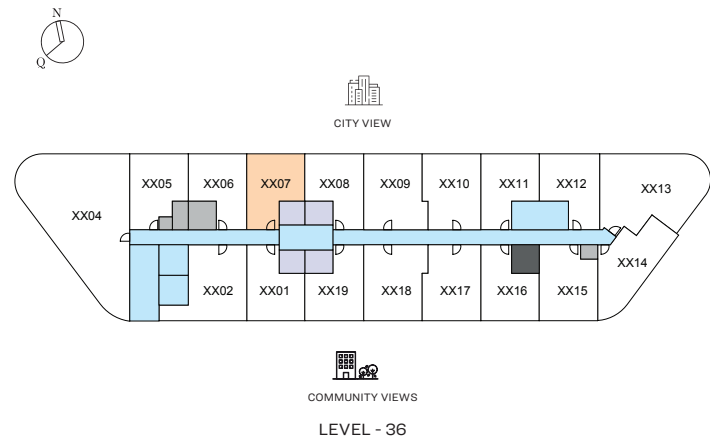 N
Q
CITY VIEW
XX05 XX06 XX07 XX08 XX09 XX10 XX11 XX12
XX13
XX04
XX14
XX02 XX01 XX19 XX18 XX17 XX16 XX15
COMMUNITY VIEWS
LEVEL - 36